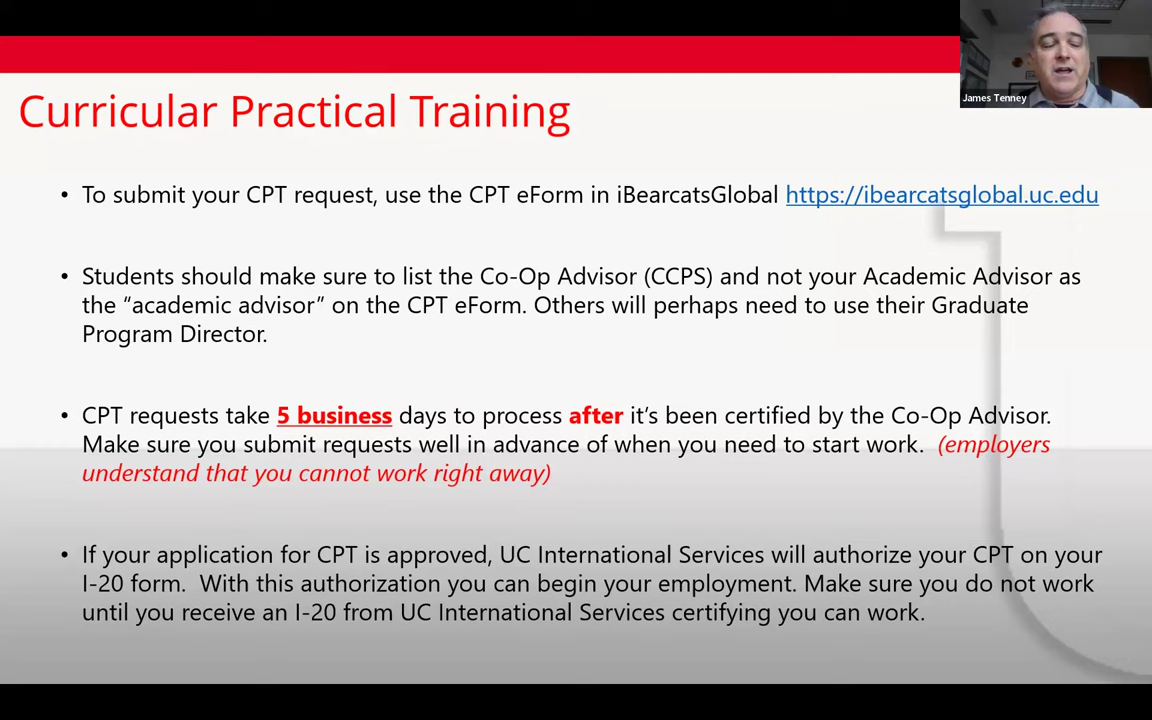 James Tenney
Curricular Practical Training
• To submit your CPT request, use the CPT eForm in iBearcatsGlobal https://ibearcatsglobal.uc.edu
• Students should make sure to list the Co-Op Advisor (CCPS) and not your Academic Advisor as
the “academic advisor” on the CPT eForm. Others will perhaps need to use their Graduate
Program Director.
• CPT requests take 5 business days to process after it’s been certified by the Co-Op Advisor.
Make sure you submit requests well in advance of when you need to start work. (employers
understand that you cannot work right away)
• If your application for CPT is approved, UC International Services will authorize your CPT on your
I-20 form. With this authorization you can begin your employment. Make sure you do not work
until you receive an I-20 from UC International Services certifying you can work.